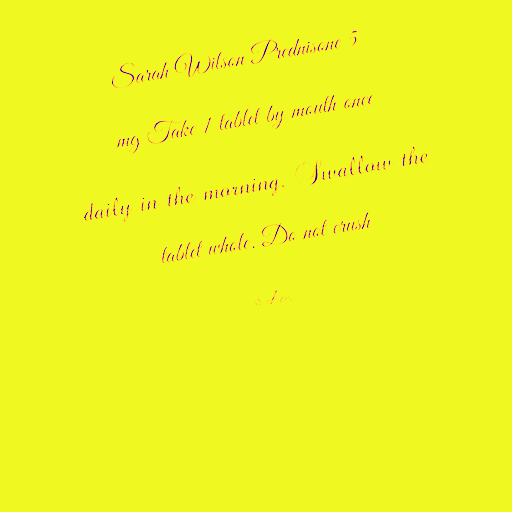 Sarah Wilson Prednisone 5
mg Take 1 tablet by mouth once
daily in the morning. Swallow the
tablet whole. Do not crush